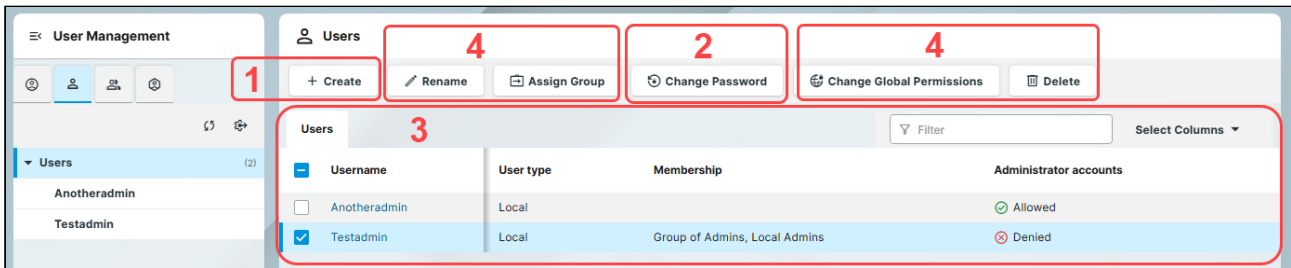 User Management
Users
4
2
4
1
Create
Rename
Assign Group
Change Password
Change Global Permissions
Delete
Users
3
Filter
Select Columns
Users (2)
Anotheradmin
Testadmin
Username User type Membership Administrator accounts
Anotheradmin Local Allowed
Testadmin Local Group of Admins, Local Admins Denied